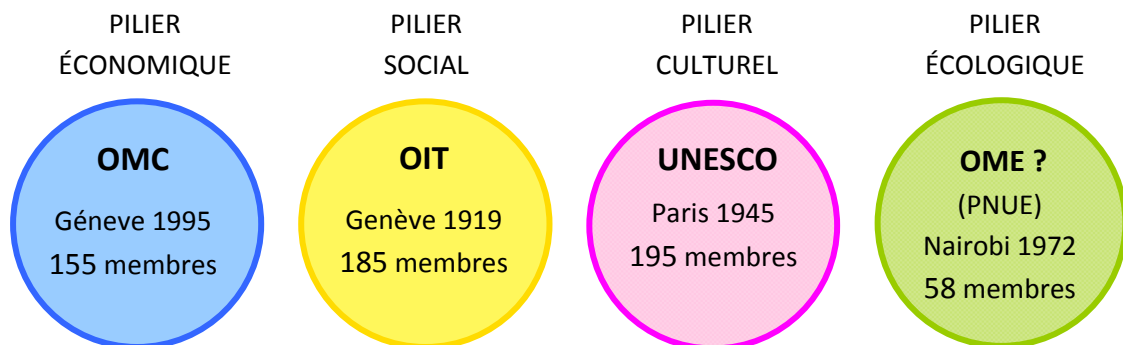 PILIER
ÉCONOMIQUE
PILIER
SOCIAL
PILIER
CULTUREL
PILIER
ÉCOLOGIQUE
OMC
Géneve 1995
155 membres
OIT
Genève 1919
185 membres
UNESCO
Paris 1945
195 membres
OME ?
(PNUE)
Nairobi 1972
58 membres